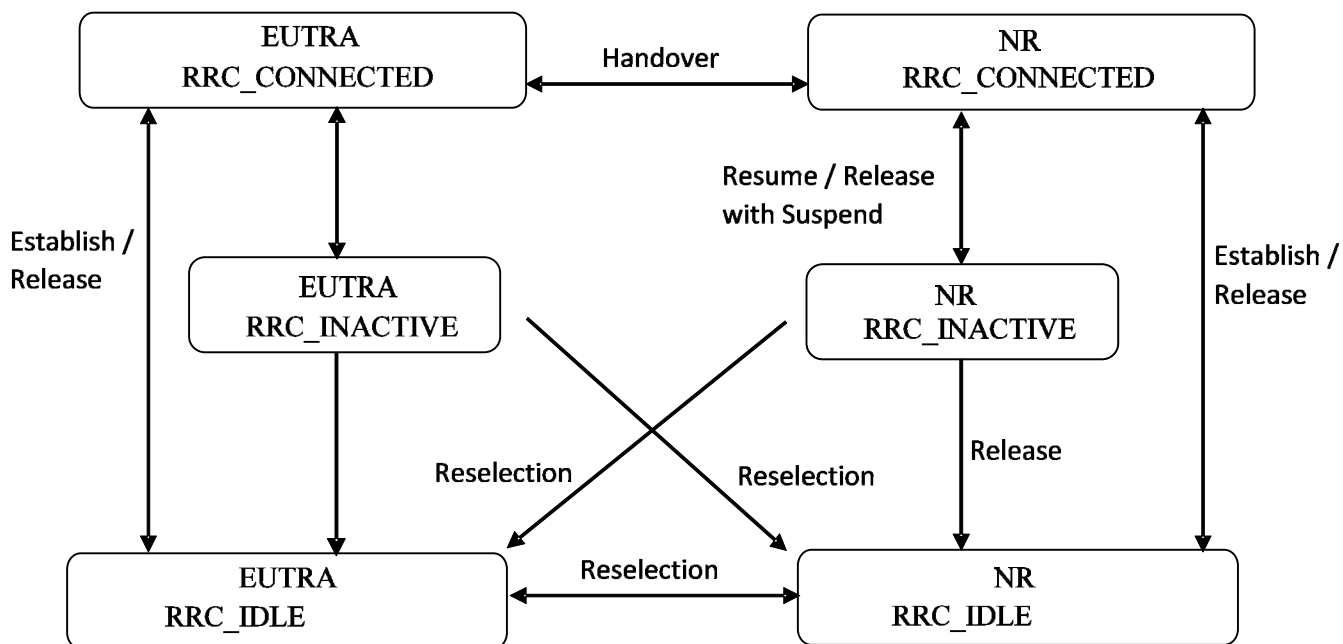 EUTRA
RRC_CONNECTED
Handover
NR
RRC_CONNECTED
Establish /
Release
Resume / Release
with Suspend
Establish /
Release
EUTRA
RRC_INACTIVE
NR
RRC_INACTIVE
Reselection
Reselection
Release
EUTRA
RRC_IDLE
Reselection
NR
RRC_IDLE